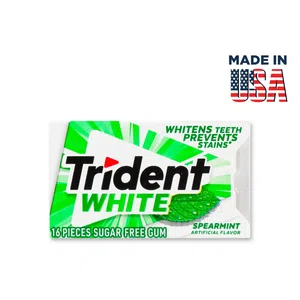 MADE IN
USA
WHITENS TEETH
PREVENTS
STAINS*
Trident
WHITE
SPEARMINT
ARTIFICIAL FLAVOR
16 PIECES SUGAR FREE GUM